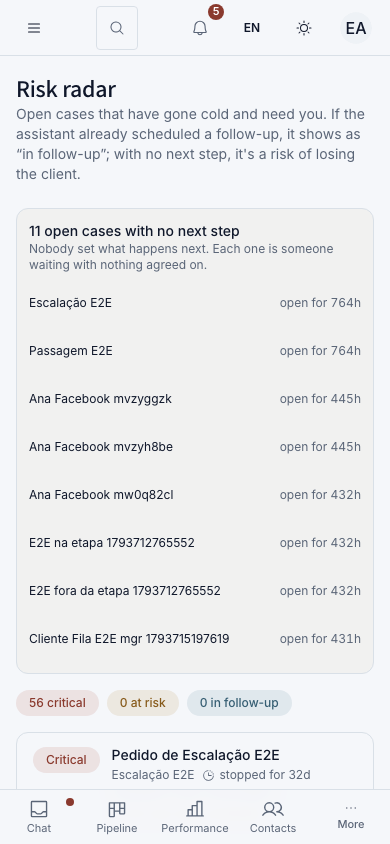 5
EN
EA
Risk radar
Open cases that have gone cold and need you. If the
assistant already scheduled a follow-up, it shows as
“in follow-up”; with no next step, it's a risk of losing
the client.
11 open cases with no next step
Nobody set what happens next. Each one is someone
waiting with nothing agreed on.
Escalação E2E open for 764h
Passagem E2E open for 764h
Ana Facebook mvzyggzk open for 445h
Ana Facebook mvzyh8be open for 445h
Ana Facebook mw0q82cl open for 432h
E2E na etapa 1793712765552 open for 432h
E2E fora da etapa 1793712765552 open for 432h
Cliente Fila E2E mgr 1793715197619 open for 431h
56 critical 0 at risk 0 in follow-up
Critical Pedido de Escalação E2E
Escalação E2E stopped for 32d
Chat Pipeline Performance Contacts More